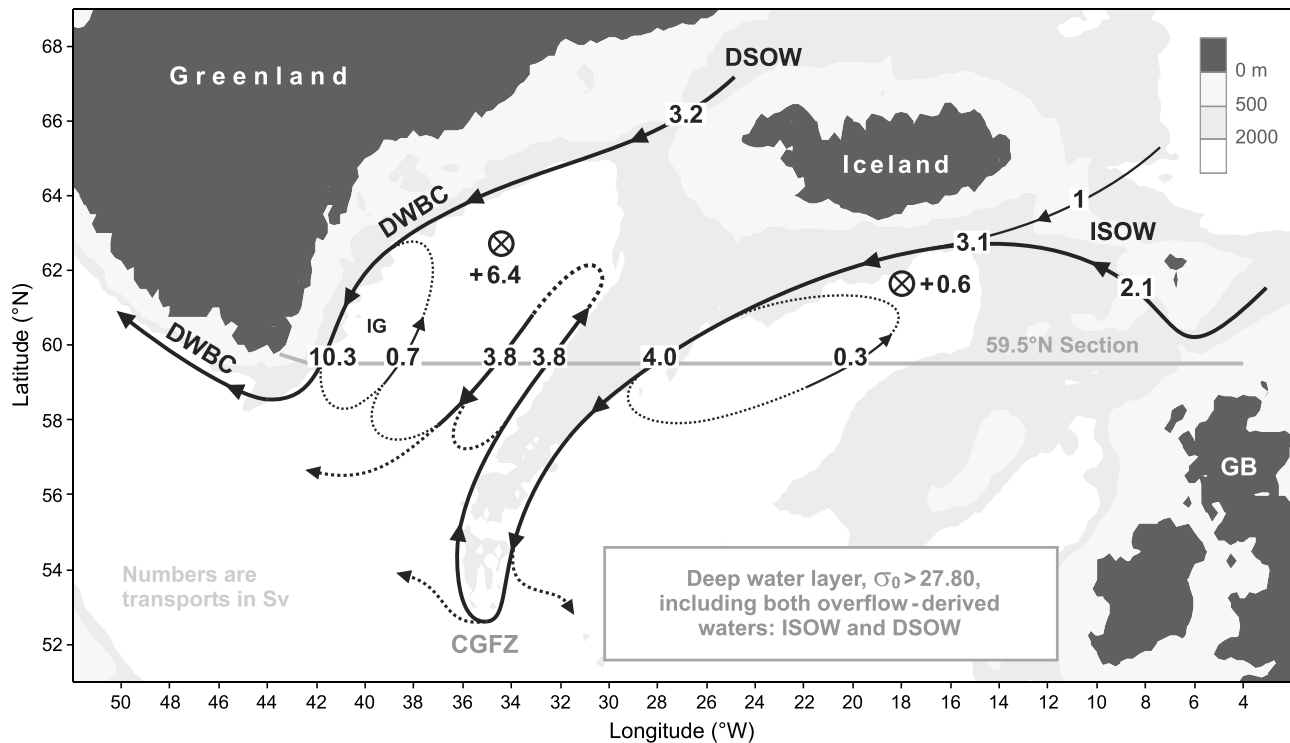 68
66
64
62
60
58
56
54
52
Latitude (°N)
50
48
46
44
42
40
38
36
34
32
30
28
26
24
22
20
18
16
14
12
10
8
6
4
Longitude (°W)
Greenland
Iceland
GB
0 m
500
2000
DSOW
3.2
DWBC
+6.4
IG
1
ISOW
3.1
2.1
+0.6
59.5°N Section
10.3
0.7
3.8
3.8
4.0
0.3
DWBC
CGFZ
Numbers are
transports in Sv
Deep water layer, σ₀ > 27.80,
including both overflow-derived
waters: ISOW and DSOW